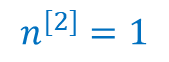 n^[2] = 1